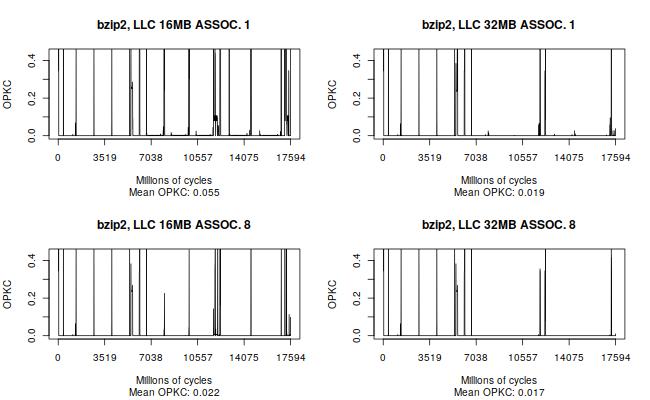 bzip2, LLC 16MB ASSOC. 1
OPKC
0.4
0.2
0.0
0 3519 7038 10557 14075 17594
Millions of cycles
Mean OPKC: 0.055
bzip2, LLC 32MB ASSOC. 1
OPKC
0.4
0.2
0.0
0 3519 7038 10557 14075 17594
Millions of cycles
Mean OPKC: 0.019
bzip2, LLC 16MB ASSOC. 8
OPKC
0.4
0.2
0.0
0 3519 7038 10557 14075 17594
Millions of cycles
Mean OPKC: 0.022
bzip2, LLC 32MB ASSOC. 8
OPKC
0.4
0.2
0.0
0 3519 7038 10557 14075 17594
Millions of cycles
Mean OPKC: 0.017